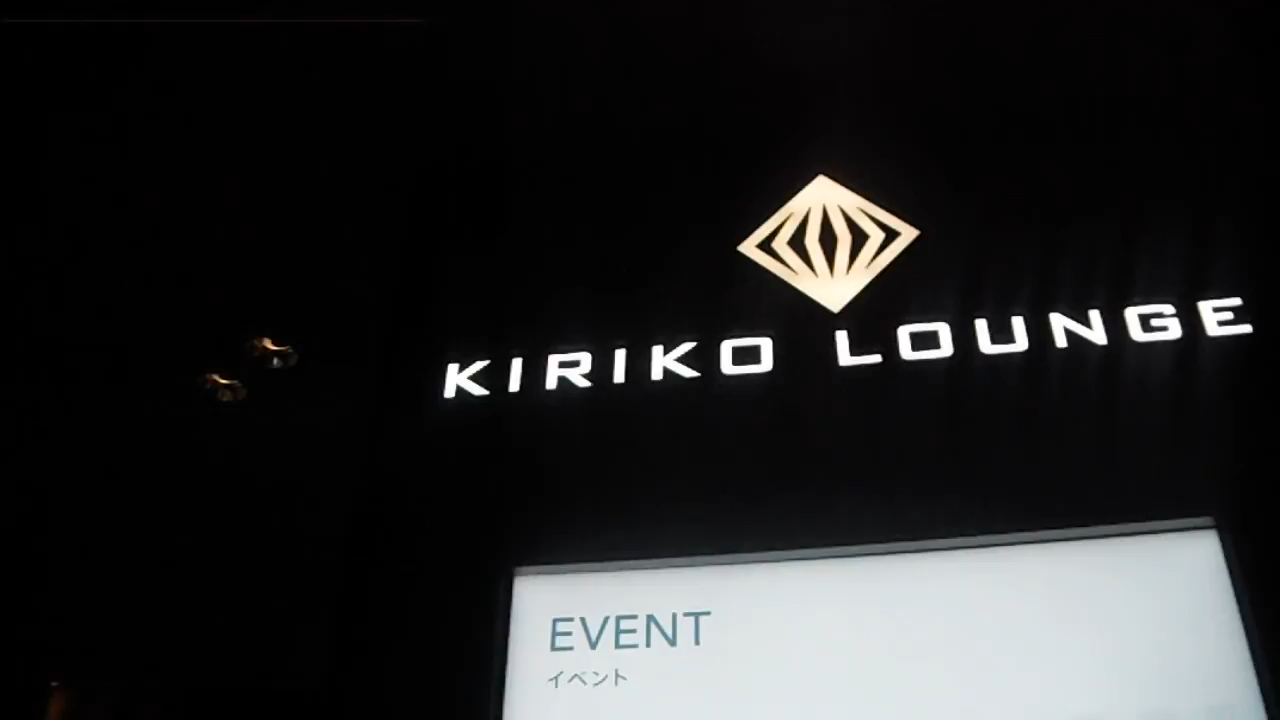 KIRIKO LOUNGE
EVENT
イベント